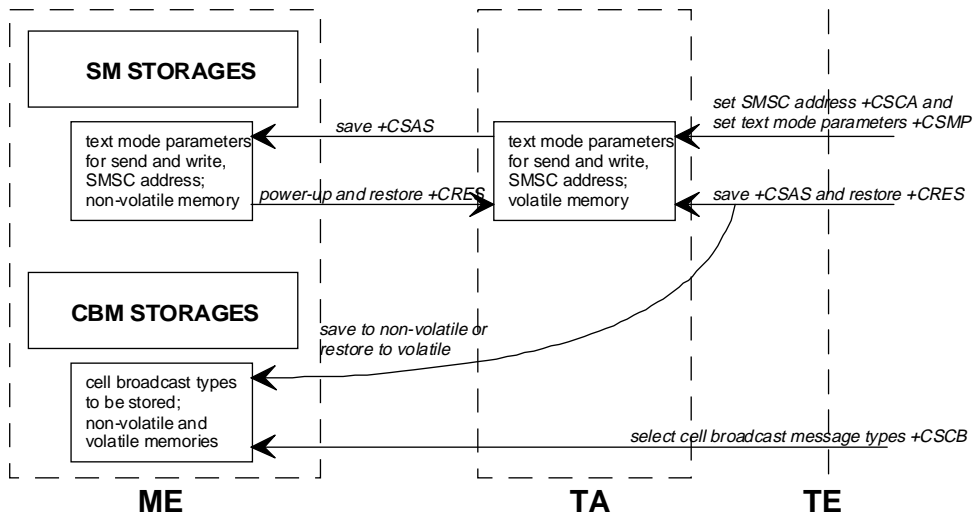 SM STORAGES
set SMSC address +CSCA and
set text mode parameters +CSMP
save +CSAS
text mode parameters
for send and write,
SMSC address;
non-volatile memory
text mode parameters
for send and write,
SMSC address;
volatile memory
power-up and restore +CRES
save +CSAS and restore +CRES
CBM STORAGES
save to non-volatile or
restore to volatile
cell broadcast types
to be stored;
non-volatile and
volatile memories
select cell broadcast message types +CSCB
ME
TA
TE